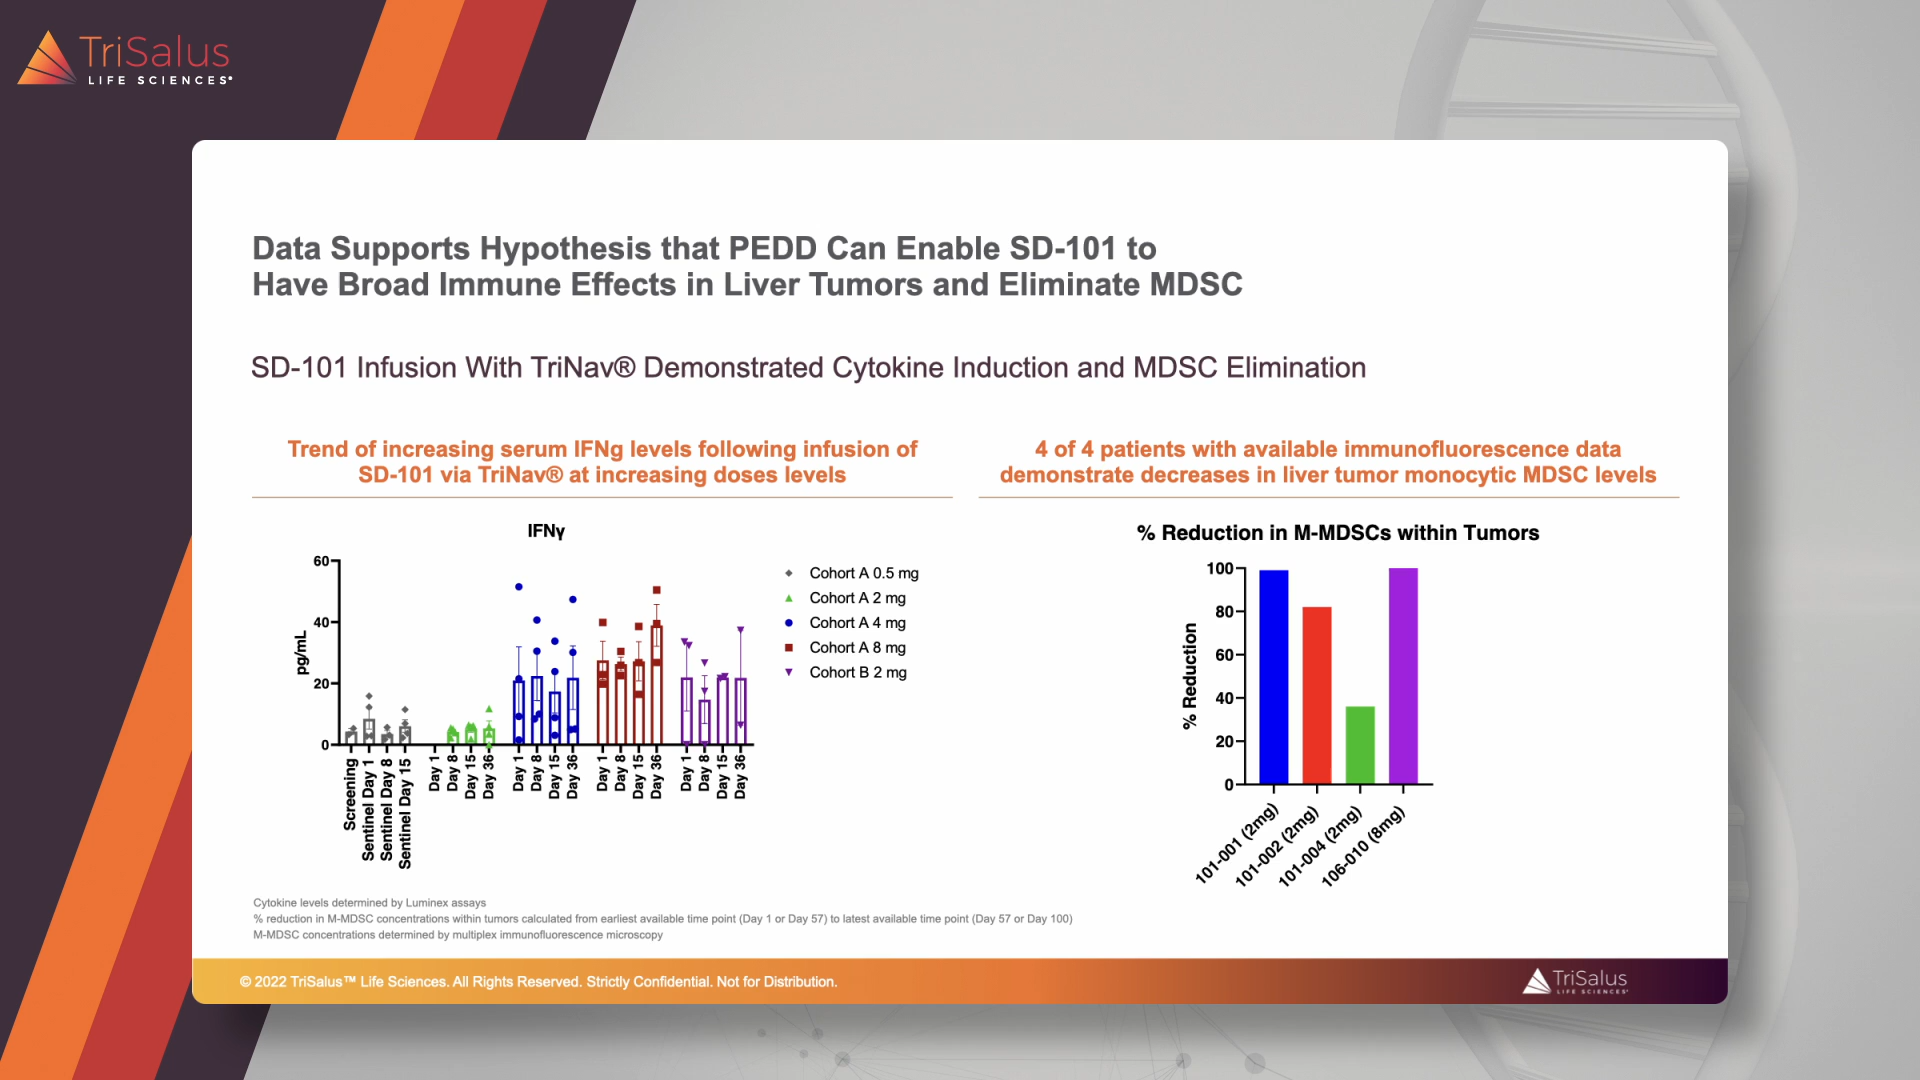 TriSalus
LIFE SCIENCES®
Data Supports Hypothesis that PEDD Can Enable SD-101 to
Have Broad Immune Effects in Liver Tumors and Eliminate MDSC
SD-101 Infusion With TriNav® Demonstrated Cytokine Induction and MDSC Elimination
Trend of increasing serum IFNg levels following infusion of
SD-101 via TriNav® at increasing doses levels
IFNγ
pg/mL
60
40
20
0
Screening
Sentinel Day 1
Sentinel Day 8
Sentinel Day 15
Day 1
Day 8
Day 15
Day 36
Day 1
Day 8
Day 15
Day 36
Day 1
Day 8
Day 15
Day 36
Day 1
Day 8
Day 15
Day 36
Cohort A 0.5 mg
Cohort A 2 mg
Cohort A 4 mg
Cohort A 8 mg
Cohort B 2 mg
4 of 4 patients with available immunofluorescence data
demonstrate decreases in liver tumor monocytic MDSC levels
% Reduction in M-MDSCs within Tumors
% Reduction
100
80
60
40
20
0
101-001 (2mg)
101-002 (2mg)
101-004 (2mg)
106-010 (8mg)
Cytokine levels determined by Luminex assays
% reduction in M-MDSC concentrations within tumors calculated from earliest available time point (Day 1 or Day 57) to latest available time point (Day 57 or Day 100)
M-MDSC concentrations determined by multiplex immunofluorescence microscopy
© 2022 TriSalus™ Life Sciences. All Rights Reserved. Strictly Confidential. Not for Distribution.
TriSalus
LIFE SCIENCES®